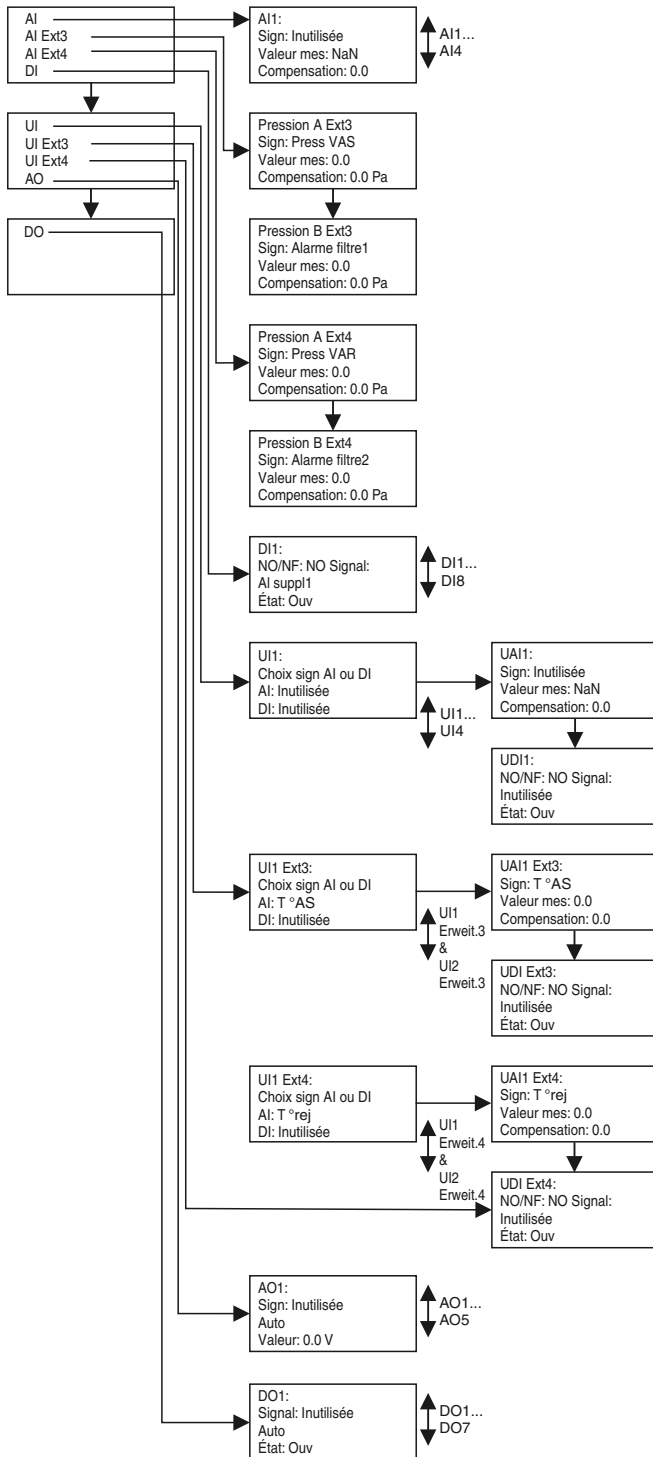 AI
AI Ext3
AI Ext4
DI
UI
UI Ext3
UI Ext4
AO
DO
AI1:
Sign: Inutilisée
Valeur mes: NaN
Compensation: 0.0
AI1...
AI4
Pression A Ext3
Sign: Press VAS
Valeur mes: 0.0
Compensation: 0.0 Pa
Pression B Ext3
Sign: Alarme filtre1
Valeur mes: 0.0
Compensation: 0.0 Pa
Pression A Ext4
Sign: Press VAR
Valeur mes: 0.0
Compensation: 0.0 Pa
Pression B Ext4
Sign: Alarme filtre2
Valeur mes: 0.0
Compensation: 0.0 Pa
DI1:
NO/NF: NO Signal:
Al suppl1
État: Ouv
DI1...
DI8
UI1:
Choix sign AI ou DI
AI: Inutilisée
DI: Inutilisée
UI1...
UI4
UAI1:
Sign: Inutilisée
Valeur mes: NaN
Compensation: 0.0
UDI1:
NO/NF: NO Signal:
Inutilisée
État: Ouv
UI1 Ext3:
Choix sign AI ou DI
AI: T °AS
DI: Inutilisée
UI1
Erweit.3
&
UI2
Erweit.3
UAI1 Ext3:
Sign: T °AS
Valeur mes: 0.0
Compensation: 0.0
UDI Ext3:
NO/NF: NO Signal:
Inutilisée
État: Ouv
UI1 Ext4:
Choix sign AI ou DI
AI: T °rej
DI: Inutilisée
UI1
Erweit.4
&
UI2
Erweit.4
UAI1 Ext4:
Sign: T °rej
Valeur mes: 0.0
Compensation: 0.0
UDI Ext4:
NO/NF: NO Signal:
Inutilisée
État: Ouv
AO1:
Sign: Inutilisée
Auto
Valeur: 0.0 V
AO1...
AO5
DO1:
Signal: Inutilisée
Auto
État: Ouv
DO1...
DO7